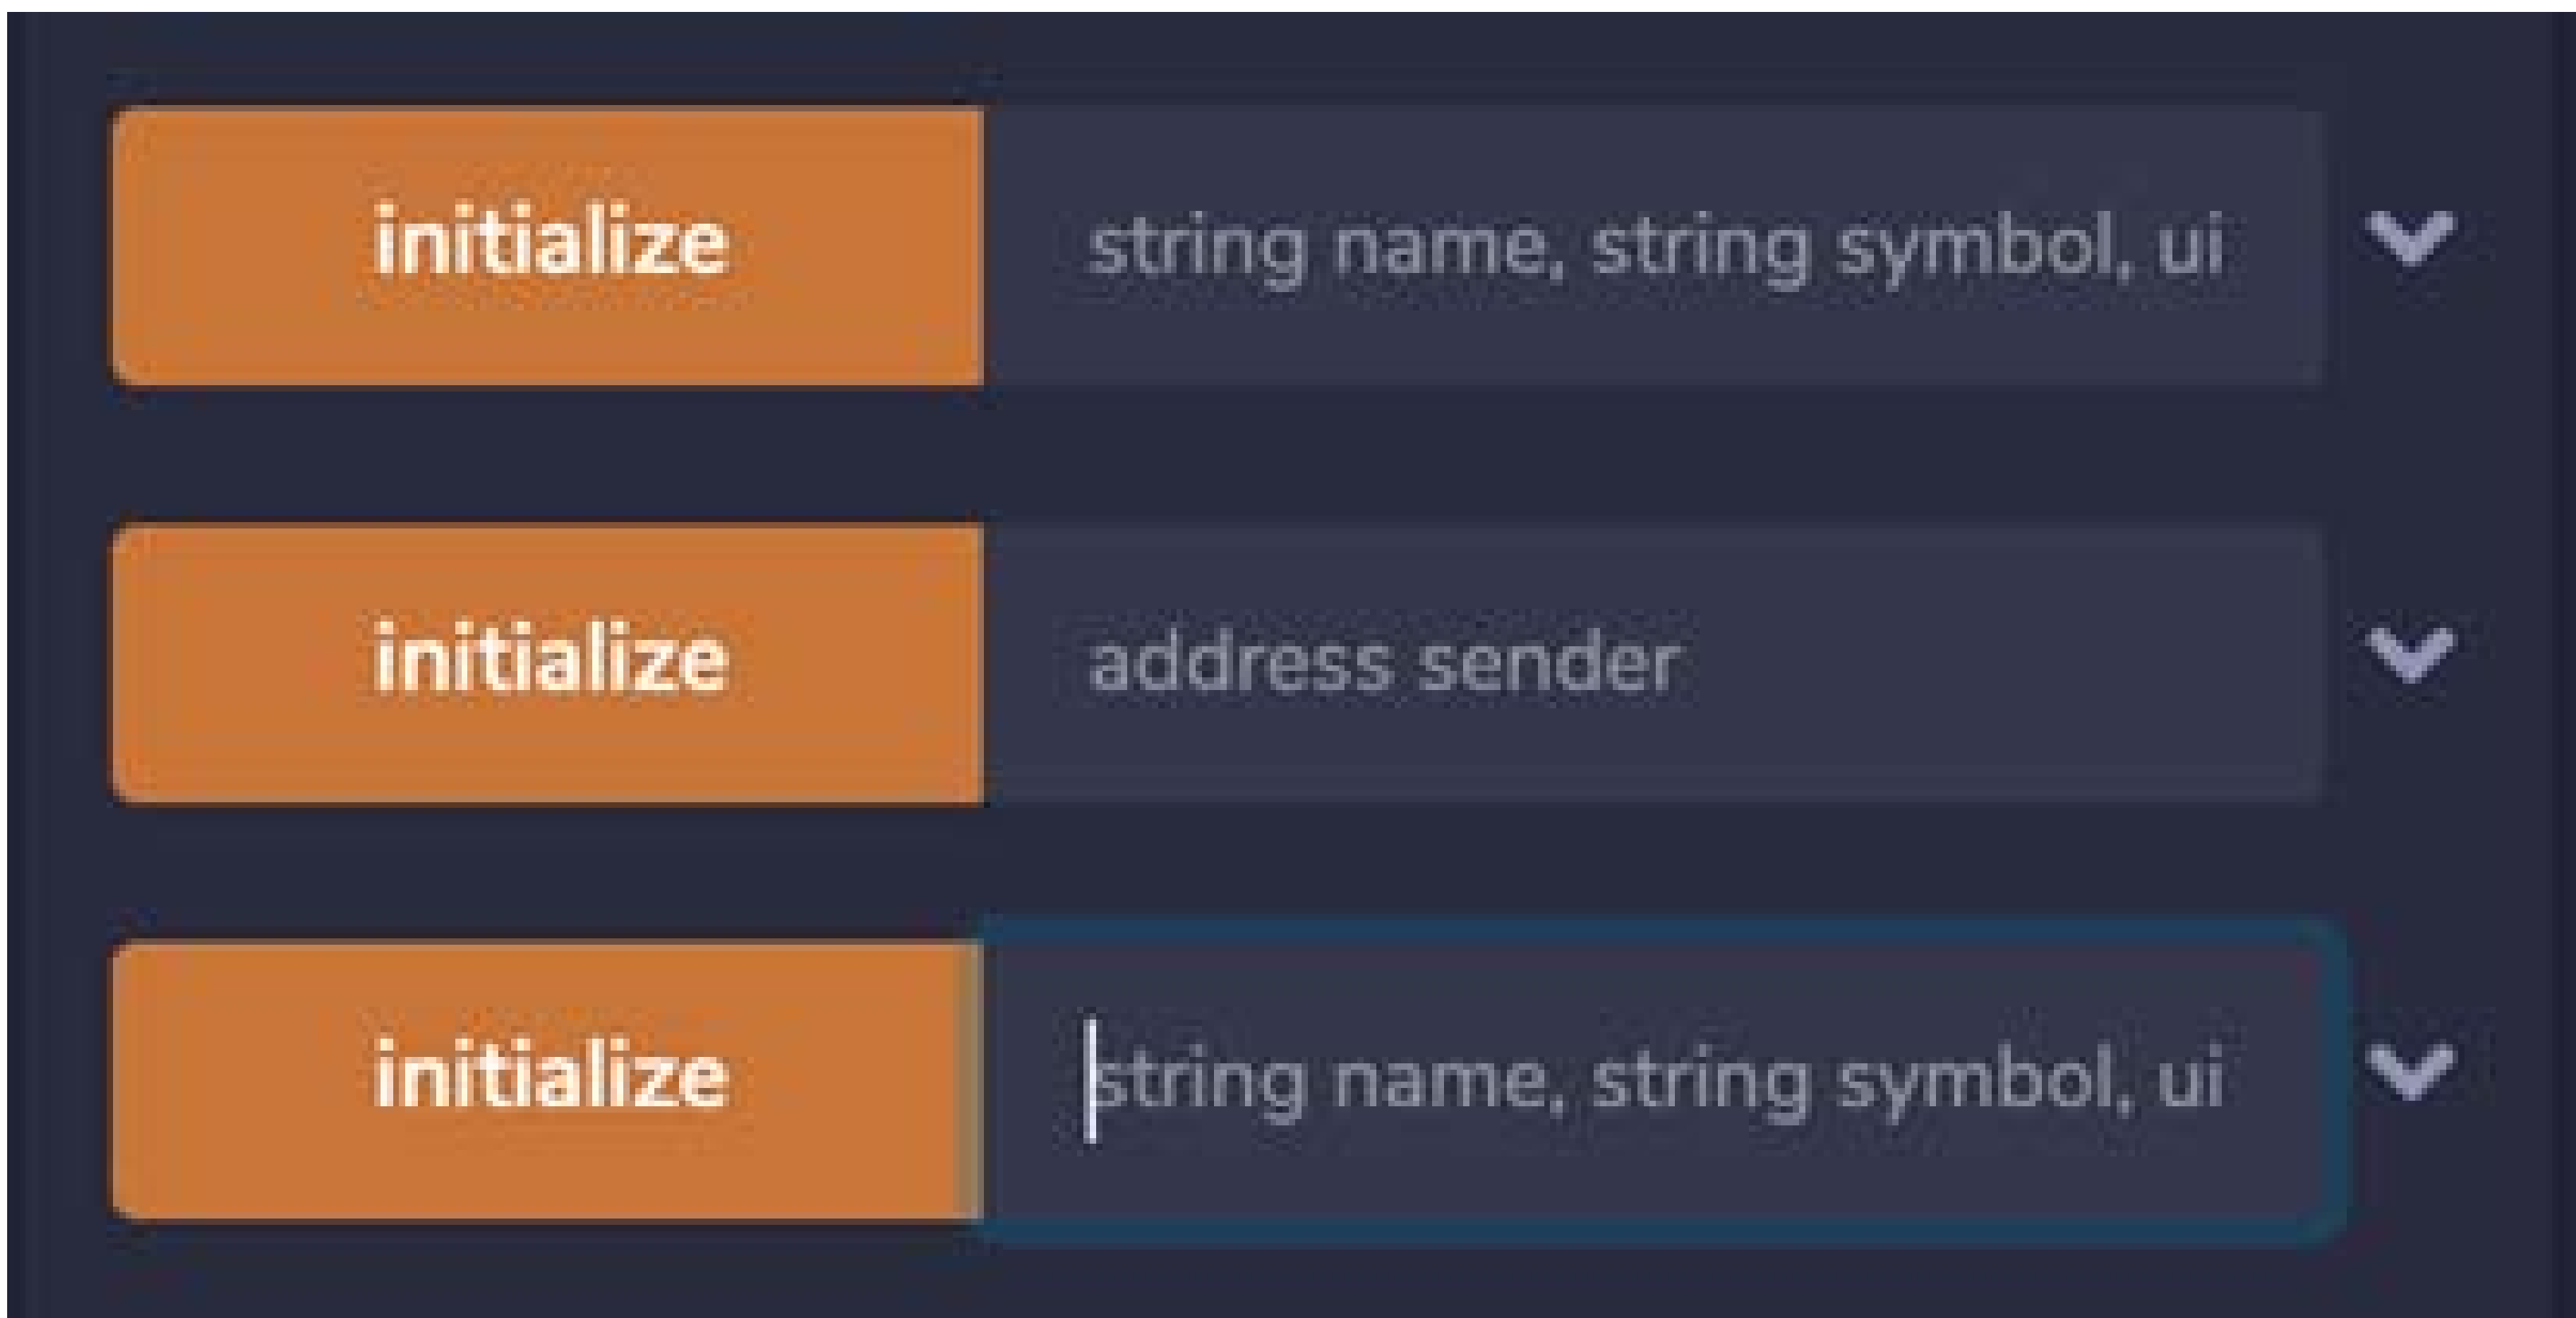 initialize string name, string symbol, ui
initialize address sender
initialize string name, string symbol, ui